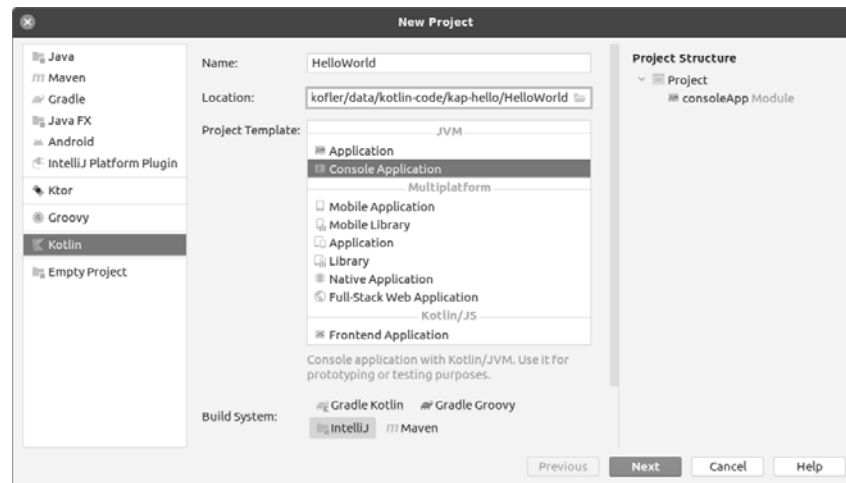 New Project
Java
Maven
Gradle
Java FX
Android
IntelliJ Platform Plugin
Ktor
Groovy
Kotlin
Empty Project
Name: HelloWorld
Location: kofler/data/kotlin-code/kap-hello/HelloWorld
Project Template:
JVM
Application
Console Application
Multiplatform
Mobile Application
Mobile Library
Application
Library
Native Application
Full-Stack Web Application
Kotlin/JS
Frontend Application
Console application with Kotlin/JVM. Use it for
prototyping or testing purposes.
Build System:
Gradle Kotlin Gradle Groovy
IntelliJ Maven
Project Structure
Project
consoleApp Module
Previous Next Cancel Help